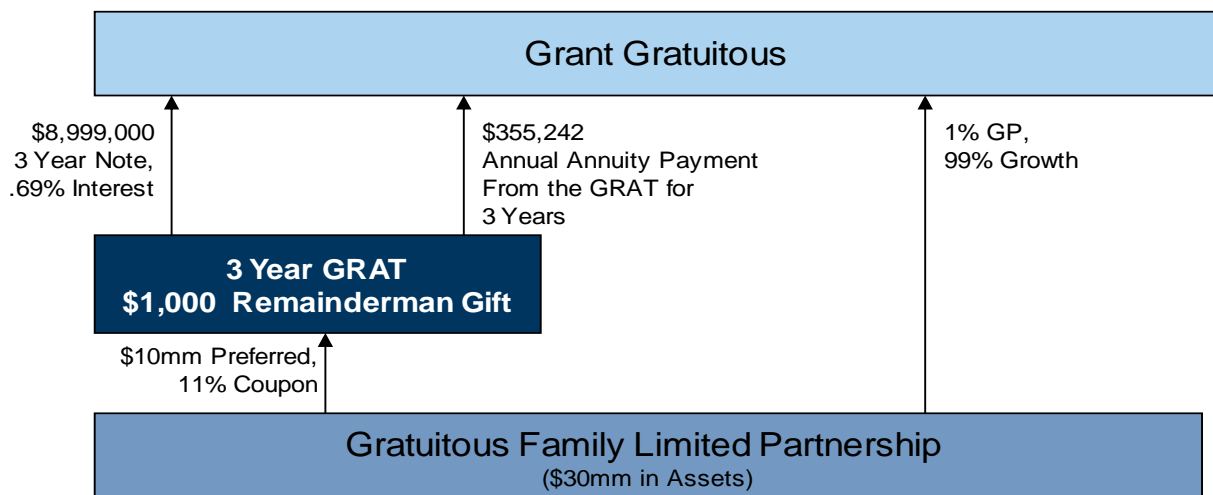 Grant Gratuitous
$8,999,000
3 Year Note,
.69% Interest
$355,242
Annual Annuity Payment
From the GRAT for
3 Years
1% GP,
99% Growth
3 Year GRAT
$1,000 Remainderman Gift
$10mm Preferred,
11% Coupon
Gratuitous Family Limited Partnership
($30mm in Assets)